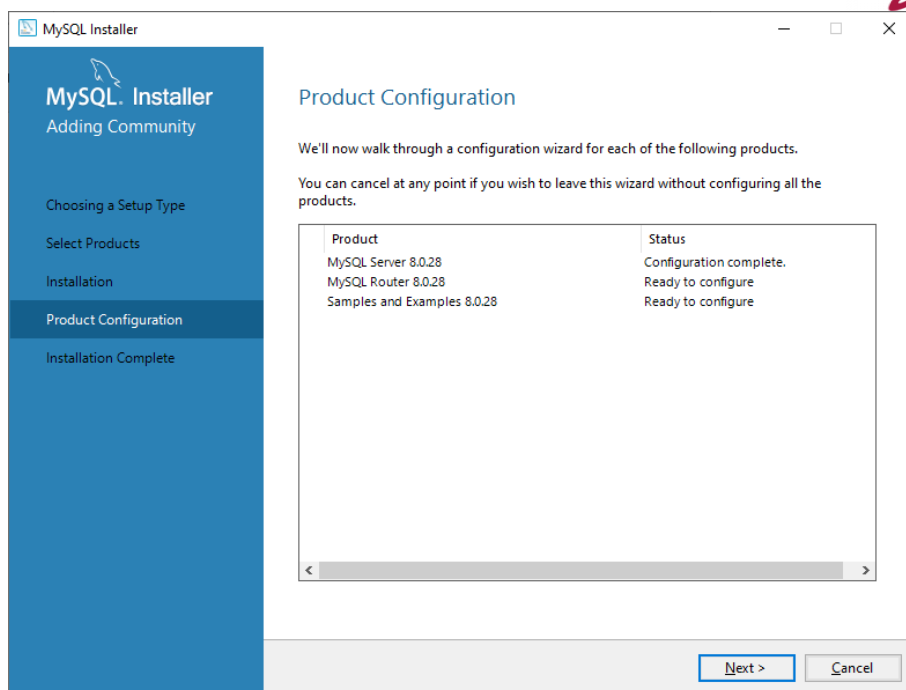 MySQL Installer
MySQL. Installer
Adding Community
Choosing a Setup Type
Select Products
Installation
Product Configuration
Installation Complete
Product Configuration
We'll now walk through a configuration wizard for each of the following products.
You can cancel at any point if you wish to leave this wizard without configuring all the
products.
Product Status
MySQL Server 8.0.28 Configuration complete.
MySQL Router 8.0.28 Ready to configure
Samples and Examples 8.0.28 Ready to configure
Next >
Cancel